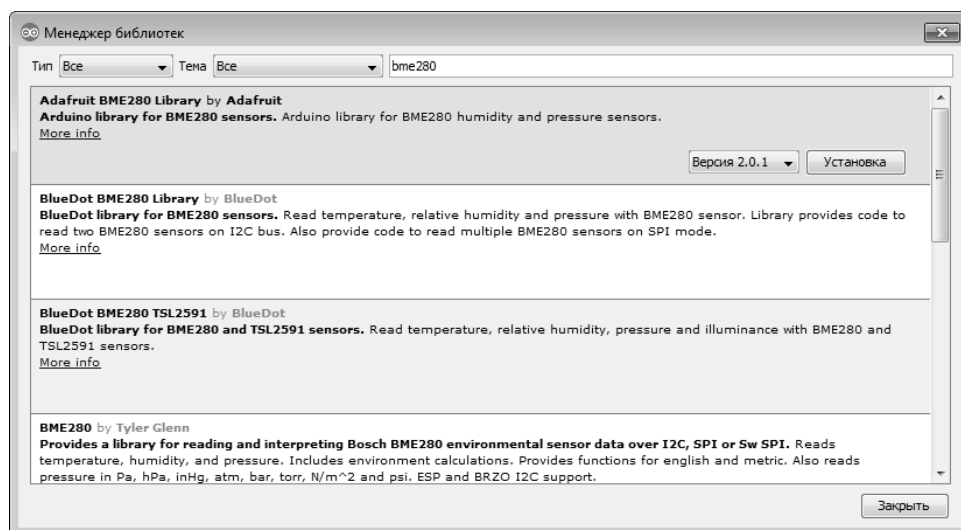 Менеджер библиотек
Тип Все Тема Все bme280
Adafruit BME280 Library by Adafruit
Arduino library for BME280 sensors. Arduino library for BME280 humidity and pressure sensors.
More info
Версия 2.0.1 Установка
BlueDot BME280 Library by BlueDot
BlueDot library for BME280 sensors. Read temperature, relative humidity and pressure with BME280 sensor. Library provides code to
read two BME280 sensors on I2C bus. Also provide code to read multiple BME280 sensors on SPI mode.
More info
BlueDot BME280 TSL2591 by BlueDot
BlueDot library for BME280 and TSL2591 sensors. Read temperature, relative humidity, pressure and illuminance with BME280 and
TSL2591 sensors.
More info
BME280 by Tyler Glenn
Provides a library for reading and interpreting Bosch BME280 environmental sensor data over I2C, SPI or Sw SPI. Reads
temperature, humidity, and pressure. Includes environment calculations. Provides functions for english and metric. Also reads
pressure in Pa, hPa, inHg, atm, bar, torr, N/m^2 and psi. ESP and BRZO I2C support.
Закрыть